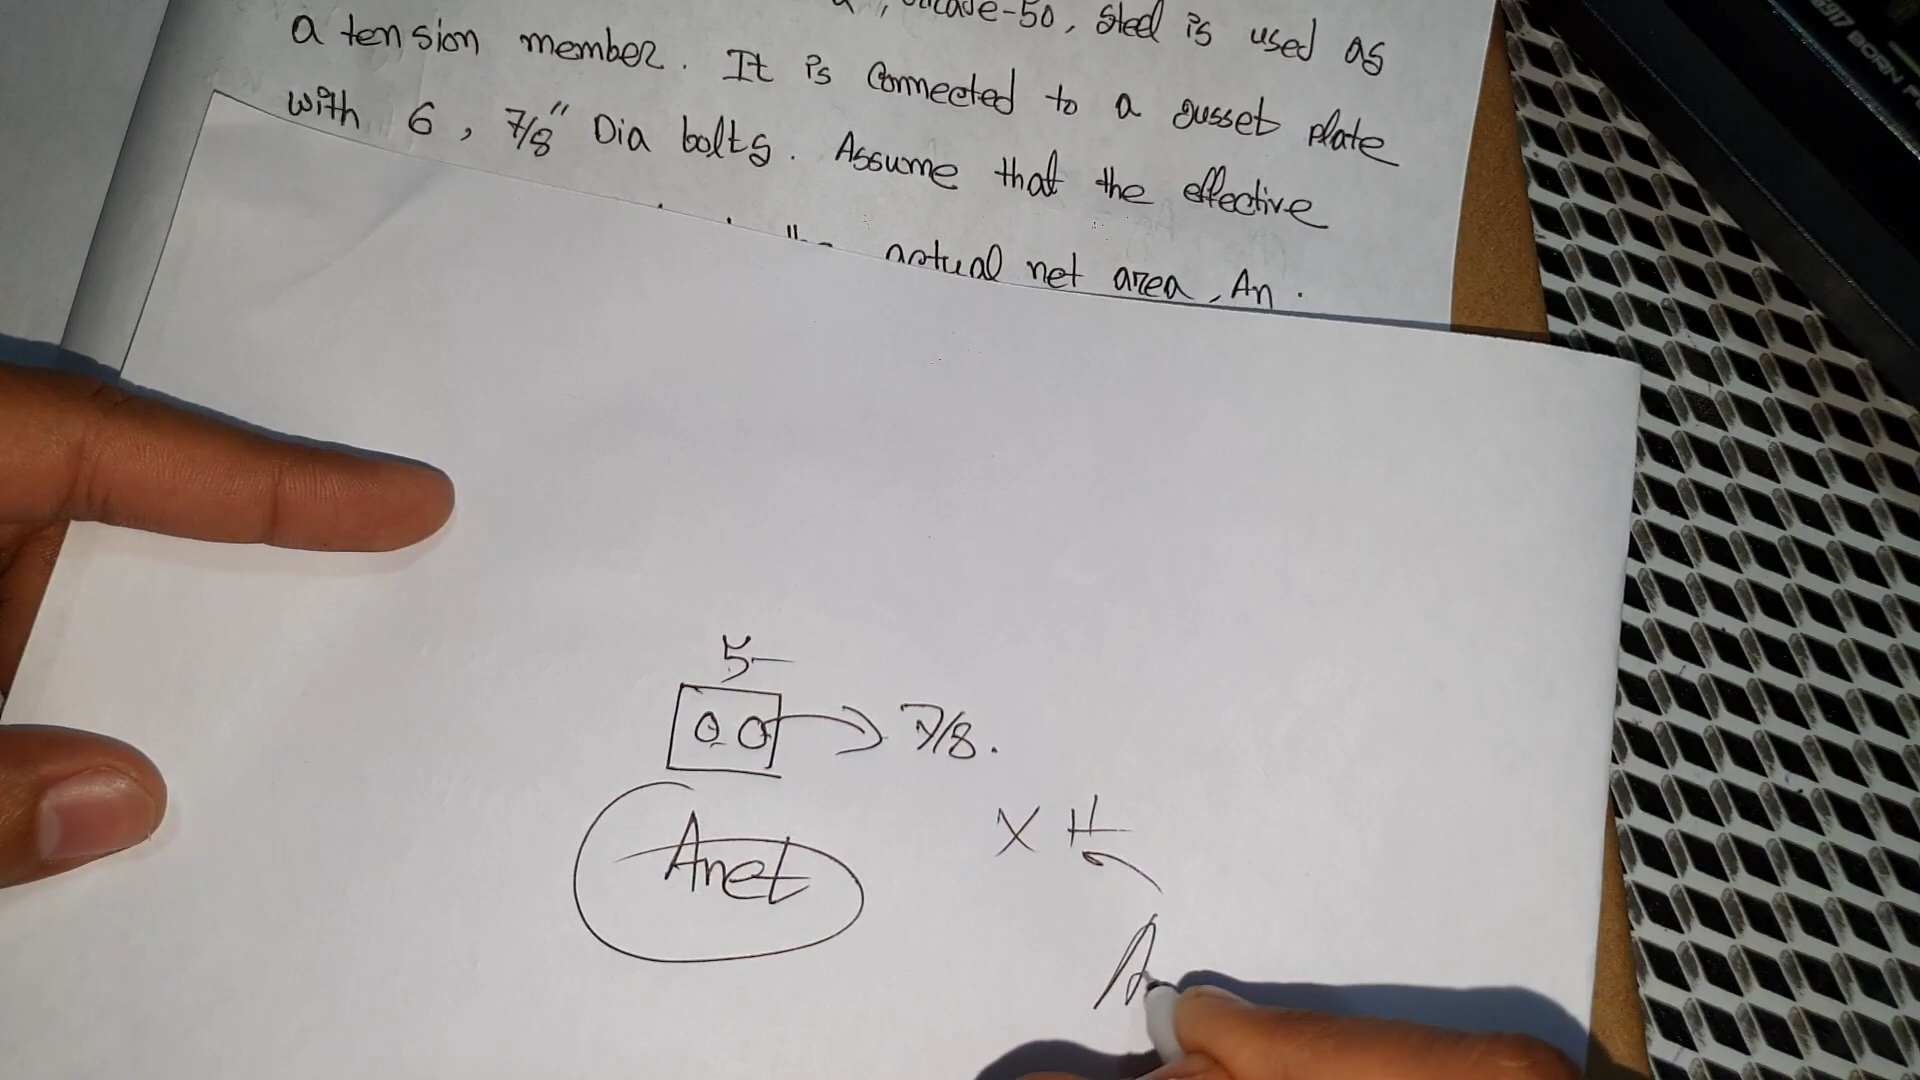 -50, steel is used as
a tension member. It is connected to a gusset plate
with 6, 7/8" Dia bolts. Assume that the effective
actual net area, An.
BORN
5
7/8.
X
Anet
A